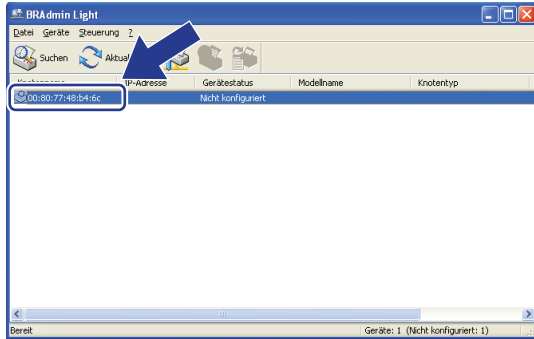 BRAdmin Light
Datei Geräte Steuerung ?
Suchen
IP-Adresse Gerätestatus Modellname Knotentyp
00:80:77:48:b4:6c Nicht konfiguriert
Bereit Geräte: 1 (Nicht konfiguriert: 1)